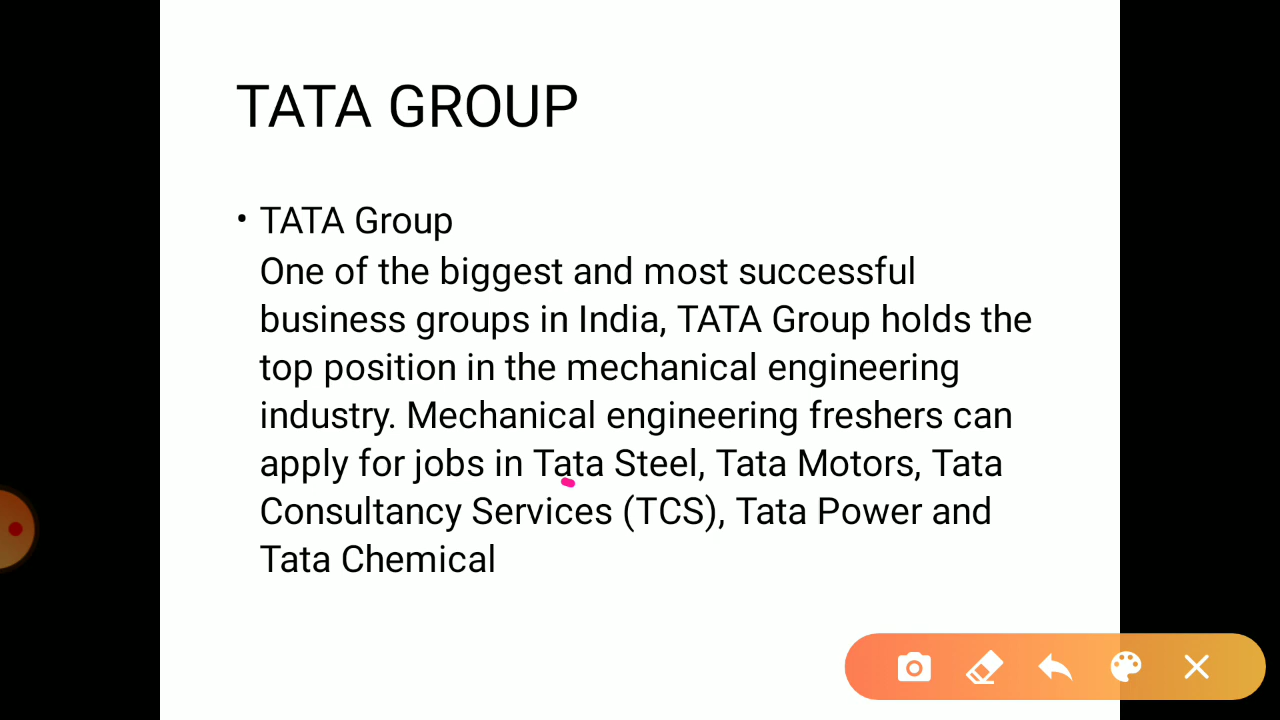 TATA GROUP
• TATA Group
One of the biggest and most successful
business groups in India, TATA Group holds the
top position in the mechanical engineering
industry. Mechanical engineering freshers can
apply for jobs in Tata Steel, Tata Motors, Tata
Consultancy Services (TCS), Tata Power and
Tata Chemical